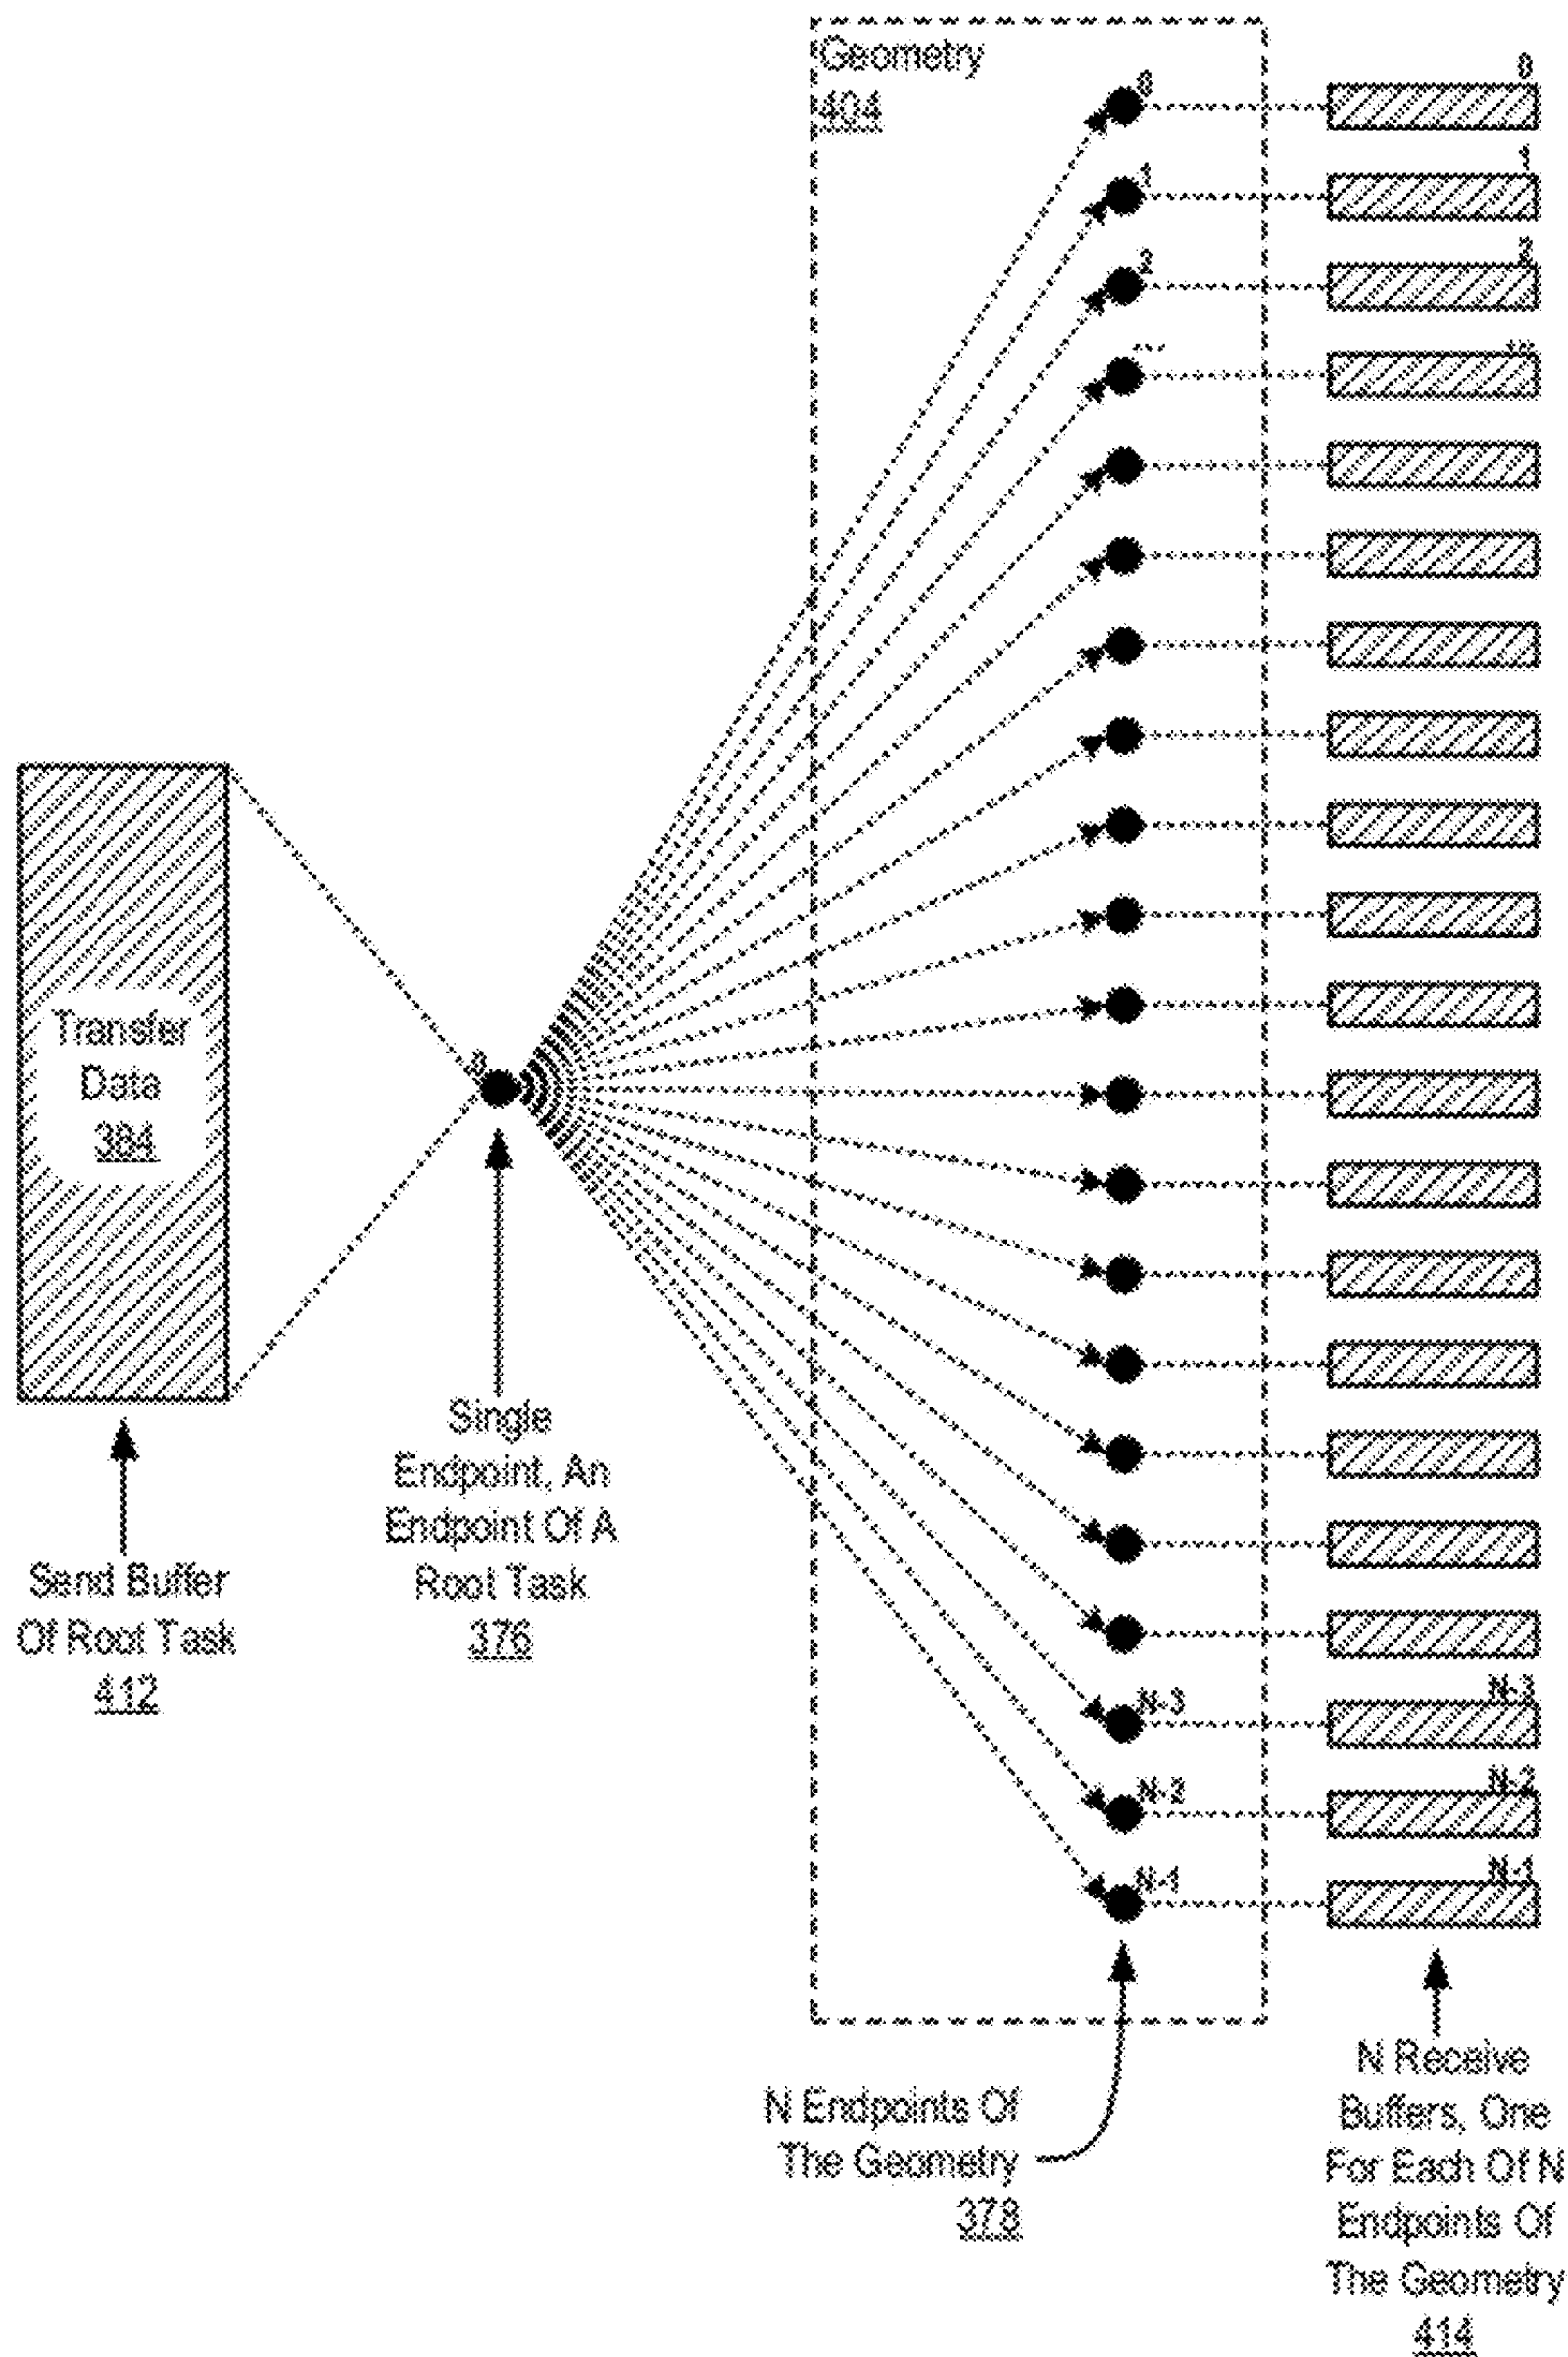 Geometry
404
0
1
2
...
N-3
N-2
N-1
0
1
2
...
N-3
N-2
N-1
Transfer
Data
384
0
Single
Endpoint, An
Endpoint Of A
Root Task
376
Send Buffer
Of Root Task
412
N Endpoints Of
The Geometry
378
N Receive
Buffers, One
For Each Of N
Endpoints Of
The Geometry
414